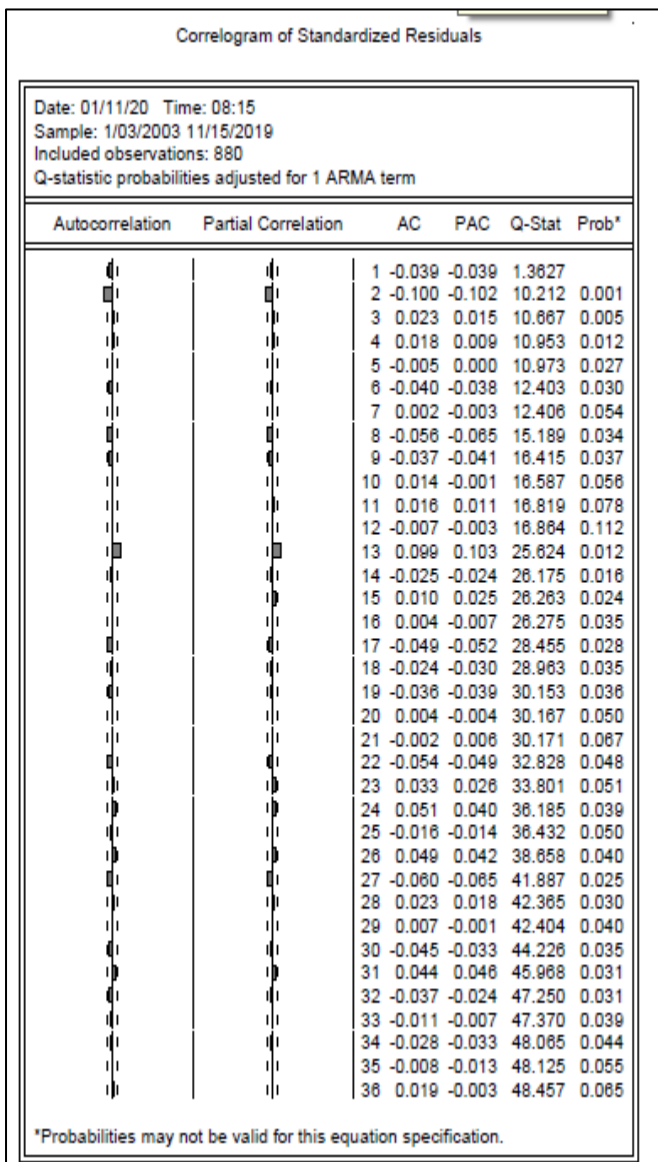 Correlogram of Standardized Residuals
Date: 01/11/20 Time: 08:15
Sample: 1/03/2003 11/15/2019
Included observations: 880
Q-statistic probabilities adjusted for 1 ARMA term
Autocorrelation Partial Correlation AC PAC Q-Stat Prob*
1 -0.039 -0.039 1.3627
2 -0.100 -0.102 10.212 0.001
3 0.023 0.015 10.667 0.005
4 0.018 0.009 10.953 0.012
5 -0.005 0.000 10.973 0.027
6 -0.040 -0.038 12.403 0.030
7 0.002 -0.003 12.406 0.054
8 -0.056 -0.065 15.189 0.034
9 -0.037 -0.041 16.415 0.037
10 0.014 -0.001 16.587 0.056
11 0.016 0.011 16.819 0.078
12 -0.007 -0.003 16.864 0.112
13 0.099 0.103 25.624 0.012
14 -0.025 -0.024 26.175 0.016
15 0.010 0.025 26.263 0.024
16 0.004 -0.007 26.275 0.035
17 -0.049 -0.052 28.455 0.028
18 -0.024 -0.030 28.963 0.035
19 -0.036 -0.039 30.153 0.036
20 0.004 -0.004 30.167 0.050
21 -0.002 0.006 30.171 0.067
22 -0.054 -0.049 32.828 0.048
23 0.033 0.026 33.801 0.051
24 0.051 0.040 36.185 0.039
25 -0.016 -0.014 36.432 0.050
26 0.049 0.042 38.658 0.040
27 -0.060 -0.065 41.887 0.025
28 0.023 0.018 42.365 0.030
29 0.007 -0.001 42.404 0.040
30 -0.045 -0.033 44.226 0.035
31 0.044 0.046 45.968 0.031
32 -0.037 -0.024 47.250 0.031
33 -0.011 -0.007 47.370 0.039
34 -0.028 -0.033 48.065 0.044
35 -0.008 -0.013 48.125 0.055
36 0.019 -0.003 48.457 0.065
*Probabilities may not be valid for this equation specification.